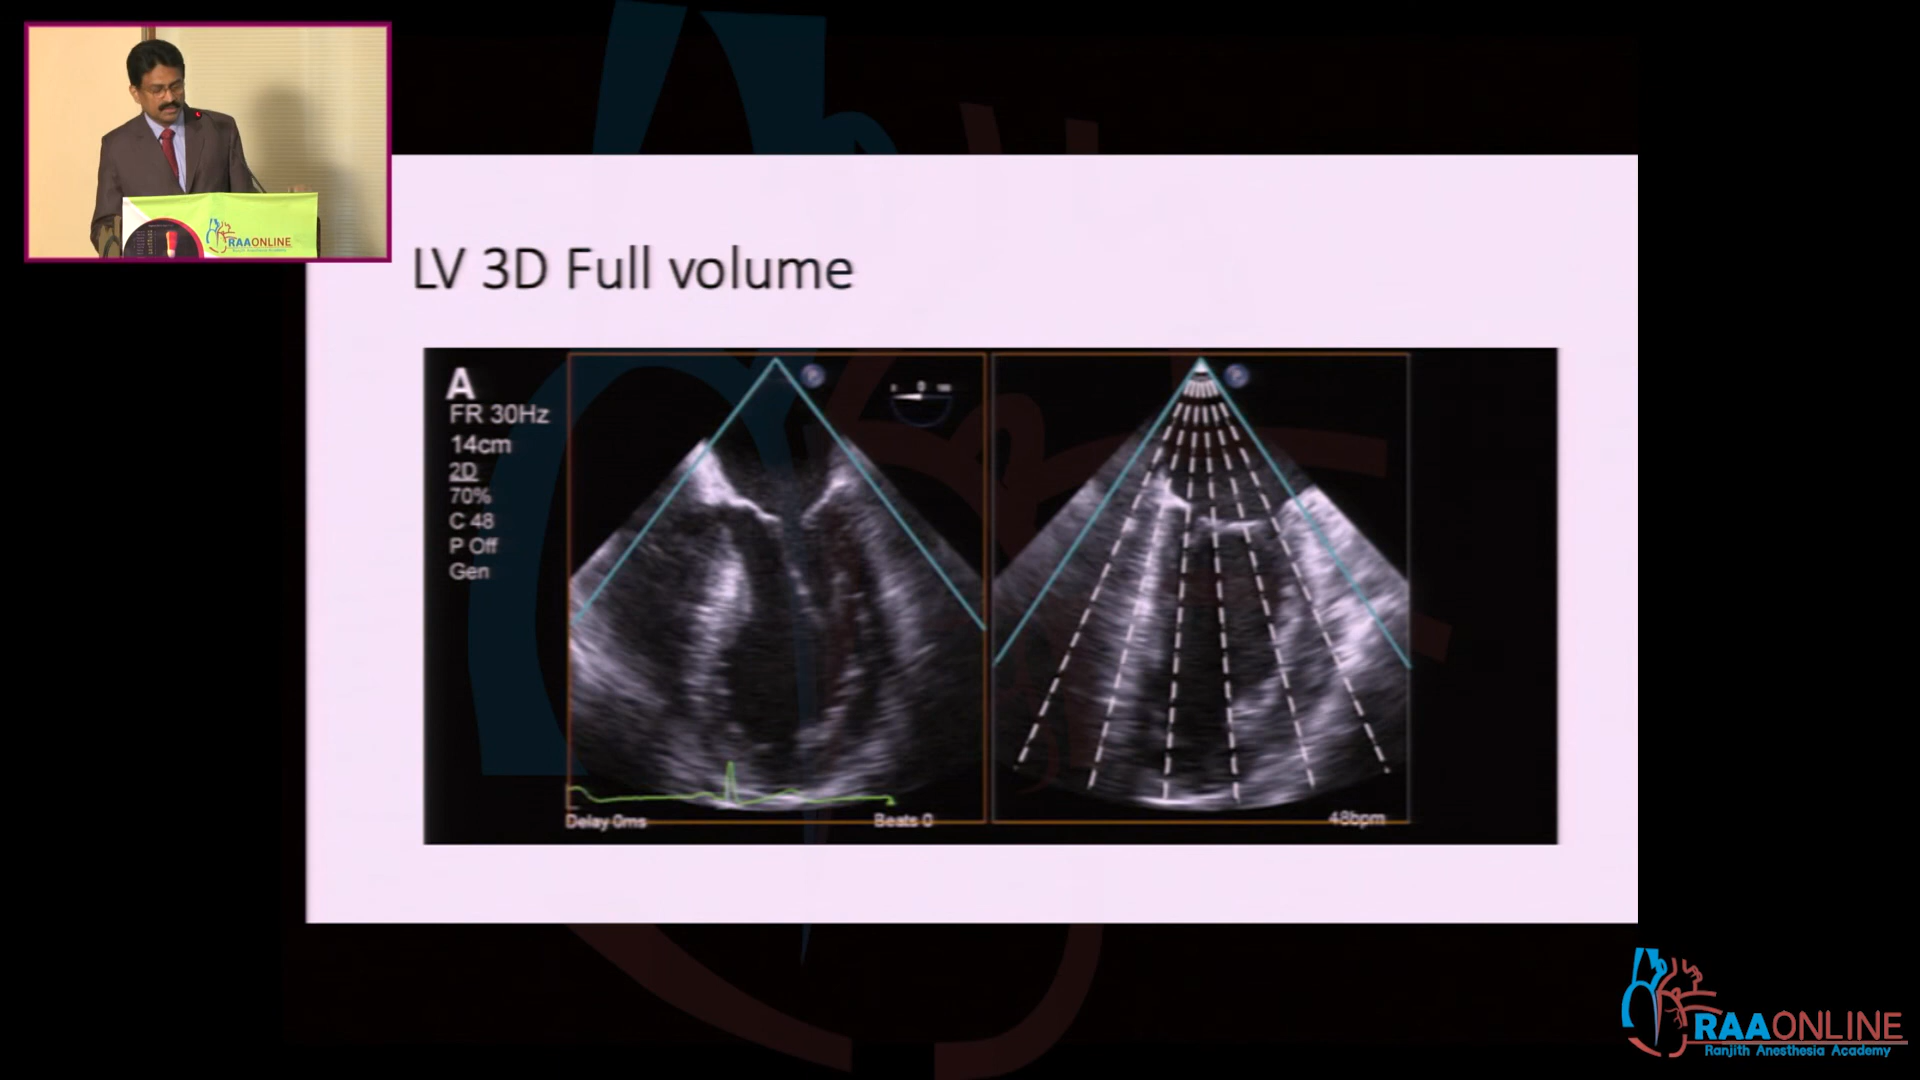 RAAONLINE
LV 3D Full volume
A
FR 30Hz
14cm
2D
70%
C 48
P Off
Gen
0
Delay 0ms
Beats 0
48bpm
RAAONLINE
Ranjith Anesthesia Academy